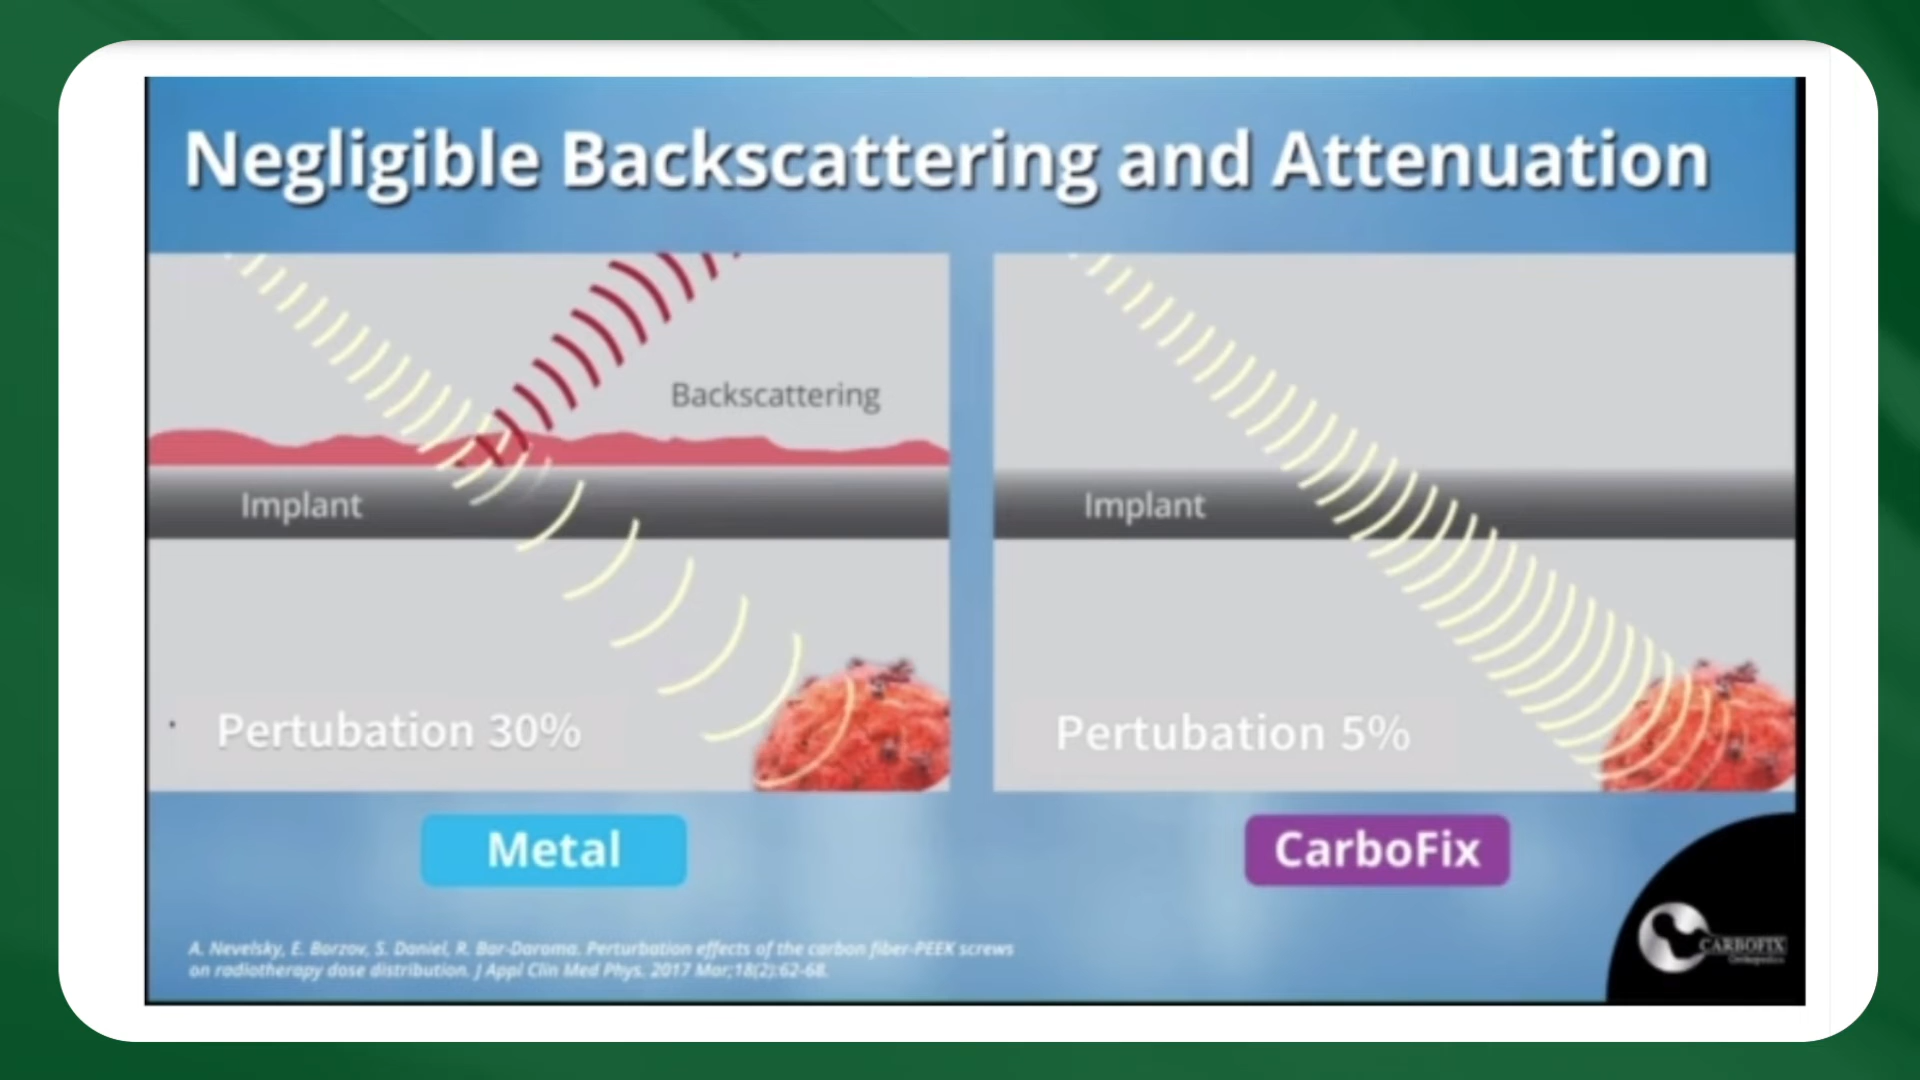 Negligible Backscattering and Attenuation
Backscattering
Implant
Pertubation 30%
Metal
Implant
Pertubation 5%
CarboFix
A. Nevelsky, E. Borzov, S. Daniel, R. Bar-Daroma. Perturbation effects of the carbon fiber-PEEK screws
on radiotherapy dose distribution. J Appl Clin Med Phys. 2017 Mar;18(2):62-68.
CARBOFIX
Orthopedics